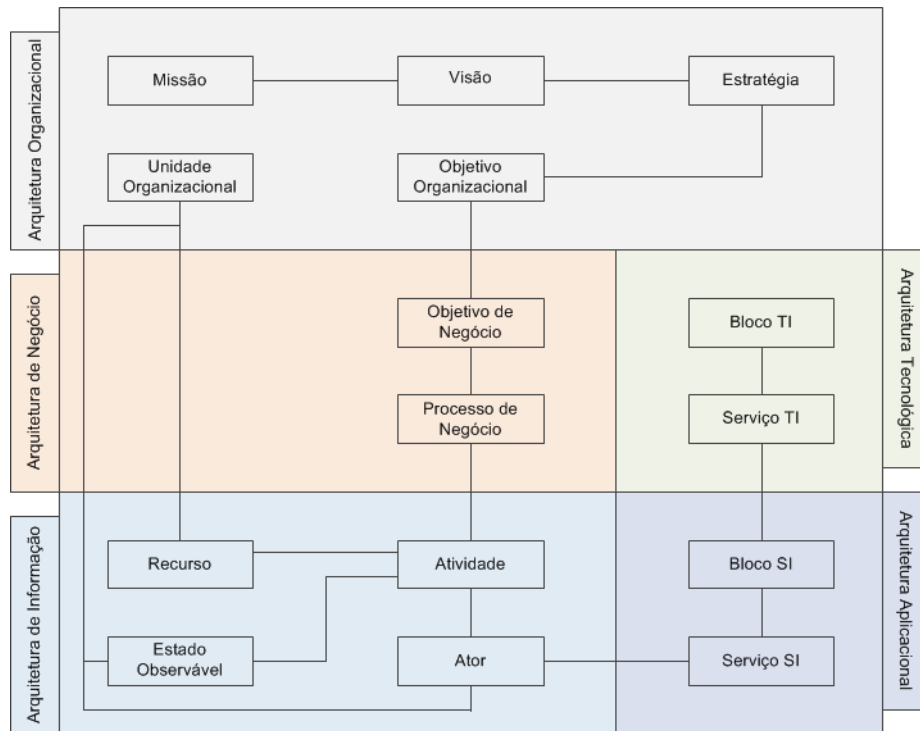 Arquitetura Organizacional
Missão
Visão
Estratégia
Unidade
Organizacional
Objetivo
Organizacional
Arquitetura de Negócio
Objetivo de
Negócio
Bloco TI
Arquitetura Tecnológica
Processo de
Negócio
Serviço TI
Arquitetura de Informação
Recurso
Atividade
Bloco SI
Arquitetura Aplicacional
Estado
Observável
Ator
Serviço SI